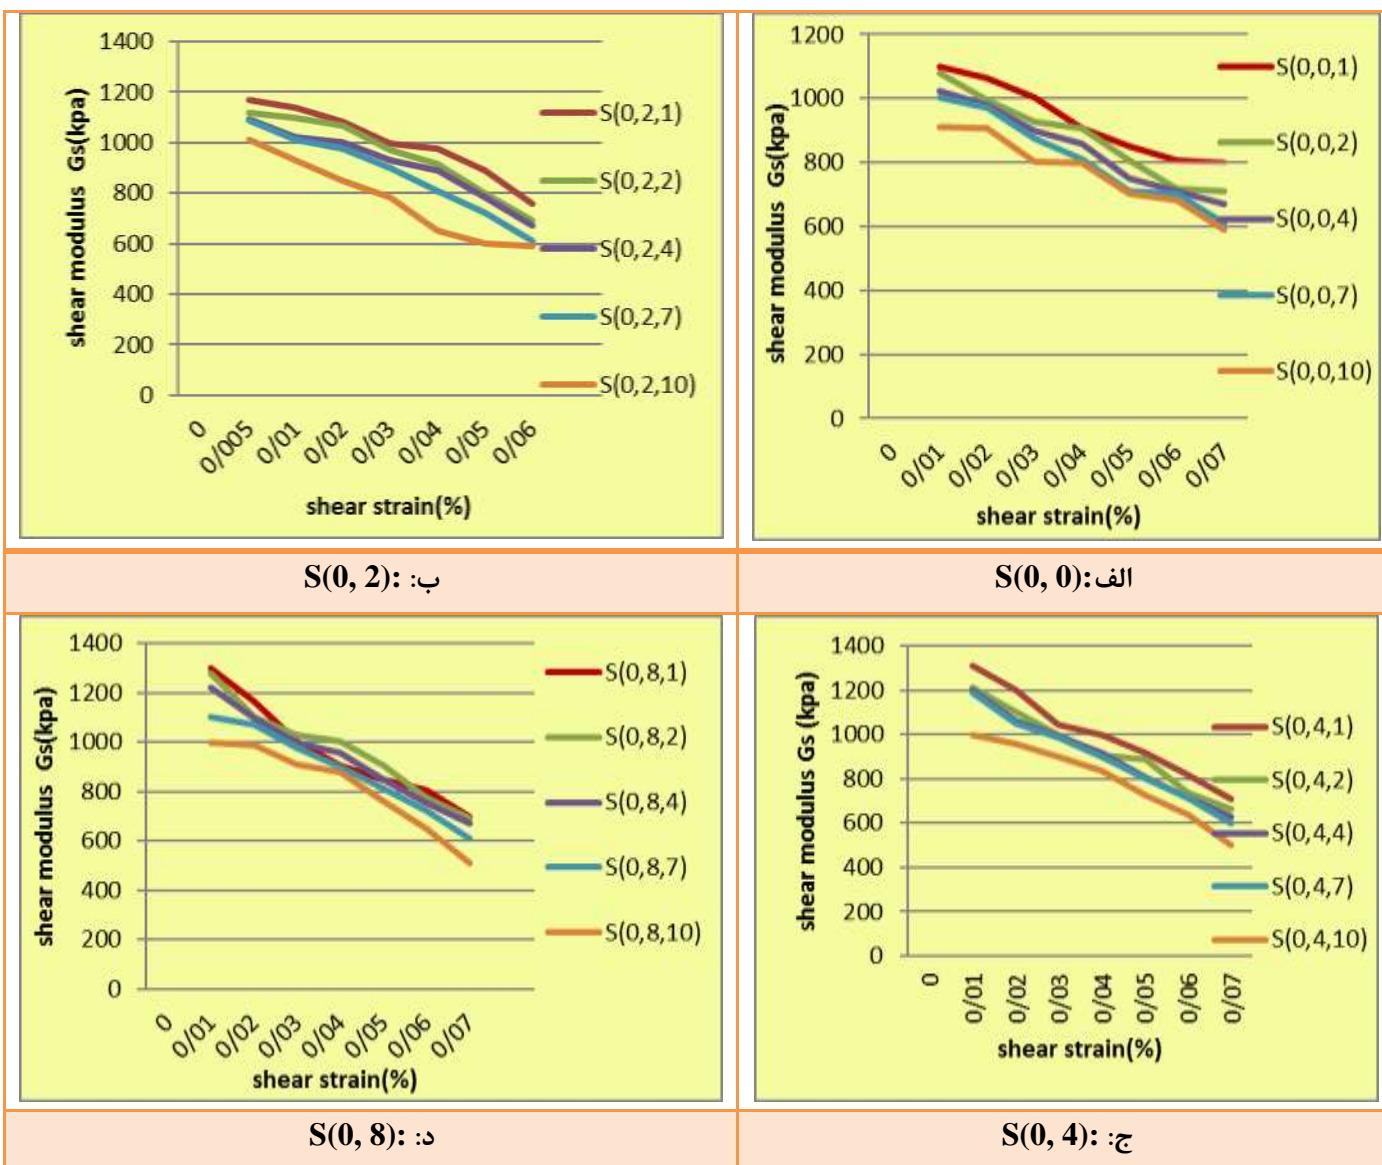 1400
1200
1000
800
600
400
200
0
shear modulus Gs(kpa)
0
0/005
0/01
0/02
0/03
0/04
0/05
0/06
shear strain(%)
S(0,2,1)
S(0,2,2)
S(0,2,4)
S(0,2,7)
S(0,2,10)
1200
1000
800
600
400
200
0
shear modulus Gs(kpa)
0
0/01
0/02
0/03
0/04
0/05
0/06
0/07
shear strain(%)
S(0,0,1)
S(0,0,2)
S(0,0,4)
S(0,0,7)
S(0,0,10)
ب: :S(0, 2)
الف:S(0, 0)
1400
1200
1000
800
600
400
200
0
shear modulus Gs(kpa)
0
0/01
0/02
0/03
0/04
0/05
0/06
0/07
shear strain(%)
S(0,8,1)
S(0,8,2)
S(0,8,4)
S(0,8,7)
S(0,8,10)
1400
1200
1000
800
600
400
200
0
shear modulus Gs (kpa)
0
0/01
0/02
0/03
0/04
0/05
0/06
0/07
shear strain(%)
S(0,4,1)
S(0,4,2)
S(0,4,4)
S(0,4,7)
S(0,4,10)
د: :S(0, 8)
ج: :S(0, 4)